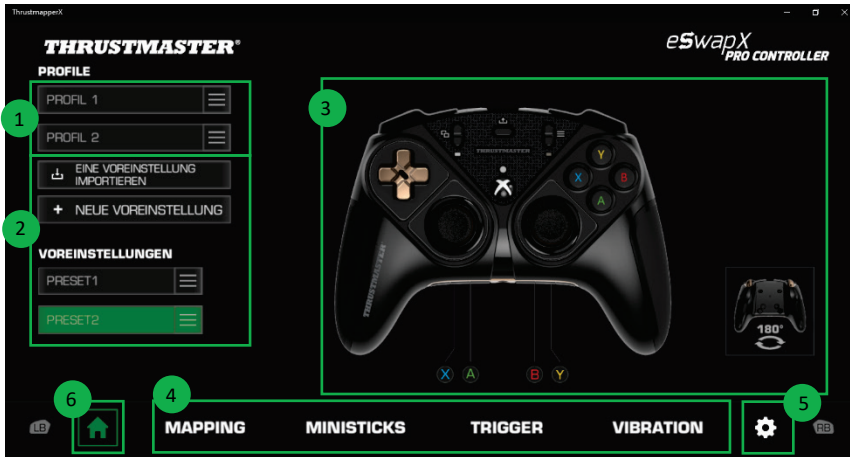 ThrustmapperX
THRUSTMASTER®
eSwapX
PRO CONTROLLER
PROFILE
1
PROFIL 1
PROFIL 2
2
EINE VOREINSTELLUNG
IMPORTIEREN
+ NEUE VOREINSTELLUNG
VOREINSTELLUNGEN
PRESET1
PRESET2
3
THRUSTMASTER
Y
X B
A
THRUSTMASTER
180°
X A B Y
6
4
5
LB
MAPPING MINISTICKS TRIGGER VIBRATION
RB